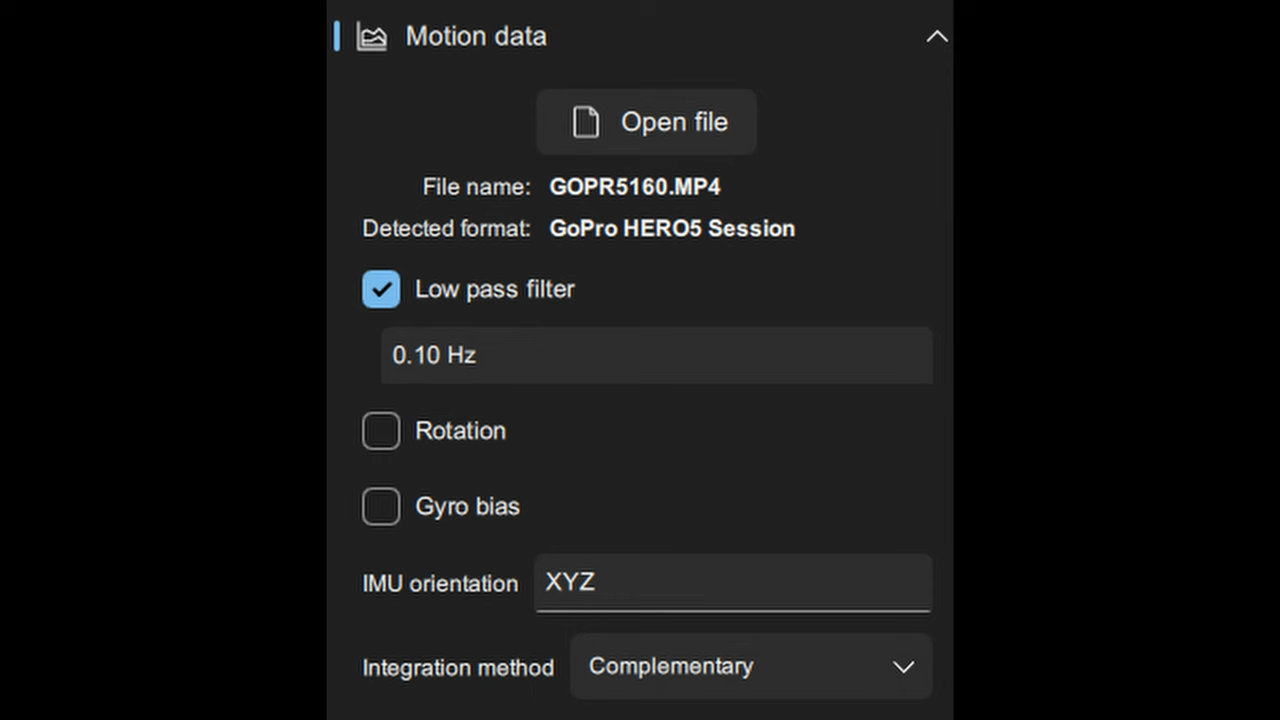 Motion data
Open file
File name: GOPR5160.MP4
Detected format: GoPro HERO5 Session
Low pass filter
0.10 Hz
Rotation
Gyro bias
IMU orientation XYZ
Integration method Complementary